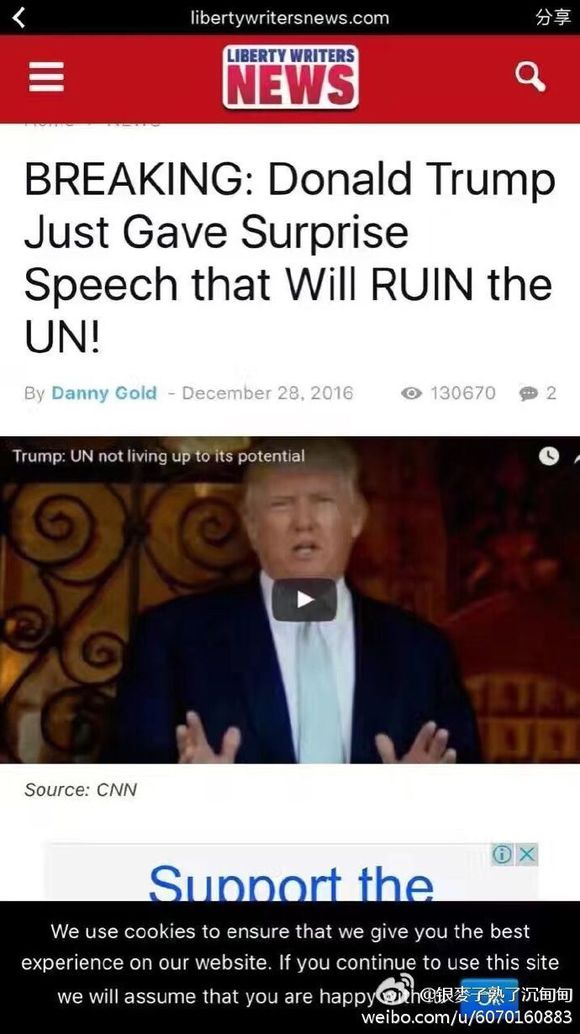 libertywritersnews.com
分享
LIBERTY WRITERS
NEWS
BREAKING: Donald Trump
Just Gave Surprise
Speech that Will RUIN the
UN!
By Danny Gold - December 28, 2016 130670 2
Trump: UN not living up to its potential
Source: CNN
Support the
We use cookies to ensure that we give you the best
experience on our website. If you continue to use this site
we will assume that you are happy with
@银麥子熟了沉甸甸
weibo.com/u/6070160883